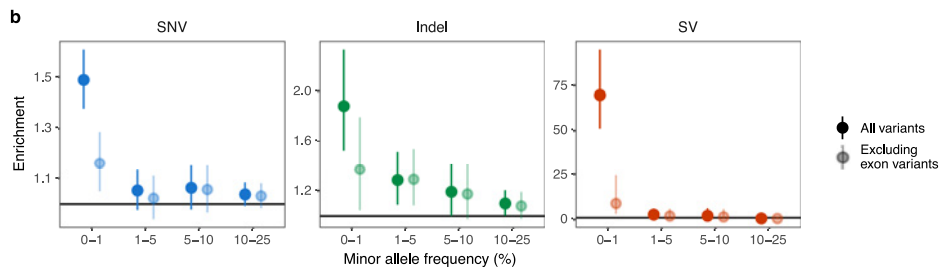 b
SNV
Indel
SV
Enrichment
1.5
1.3
1.1
2.0
1.6
1.2
75
50
25
0
0–1 1–5 5–10 10–25
0–1 1–5 5–10 10–25
0–1 1–5 5–10 10–25
Minor allele frequency (%)
All variants
Excluding
exon variants